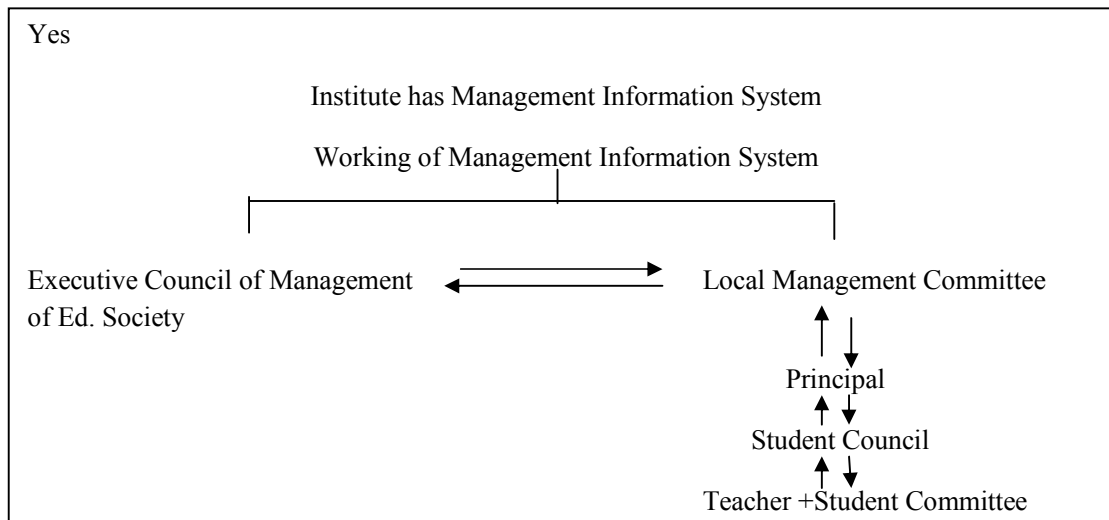 Yes
Institute has Management Information System
Working of Management Information System
Executive Council of Management
of Ed. Society
Local Management Committee
Principal
Student Council
Teacher +Student Committee